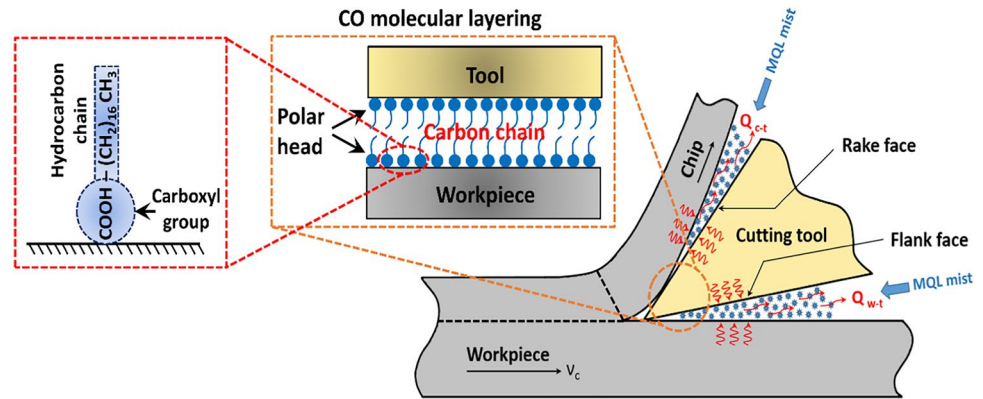 CO molecular layering
Hydrocarbon
chain
COOH – (CH2)16 CH3
Carboxyl
group
Polar
head
Tool
Carbon chain
Workpiece
MQL mist
Qc-t
Chip
Rake face
Cutting tool
Flank face
MQL mist
Qw-t
Workpiece
Vc